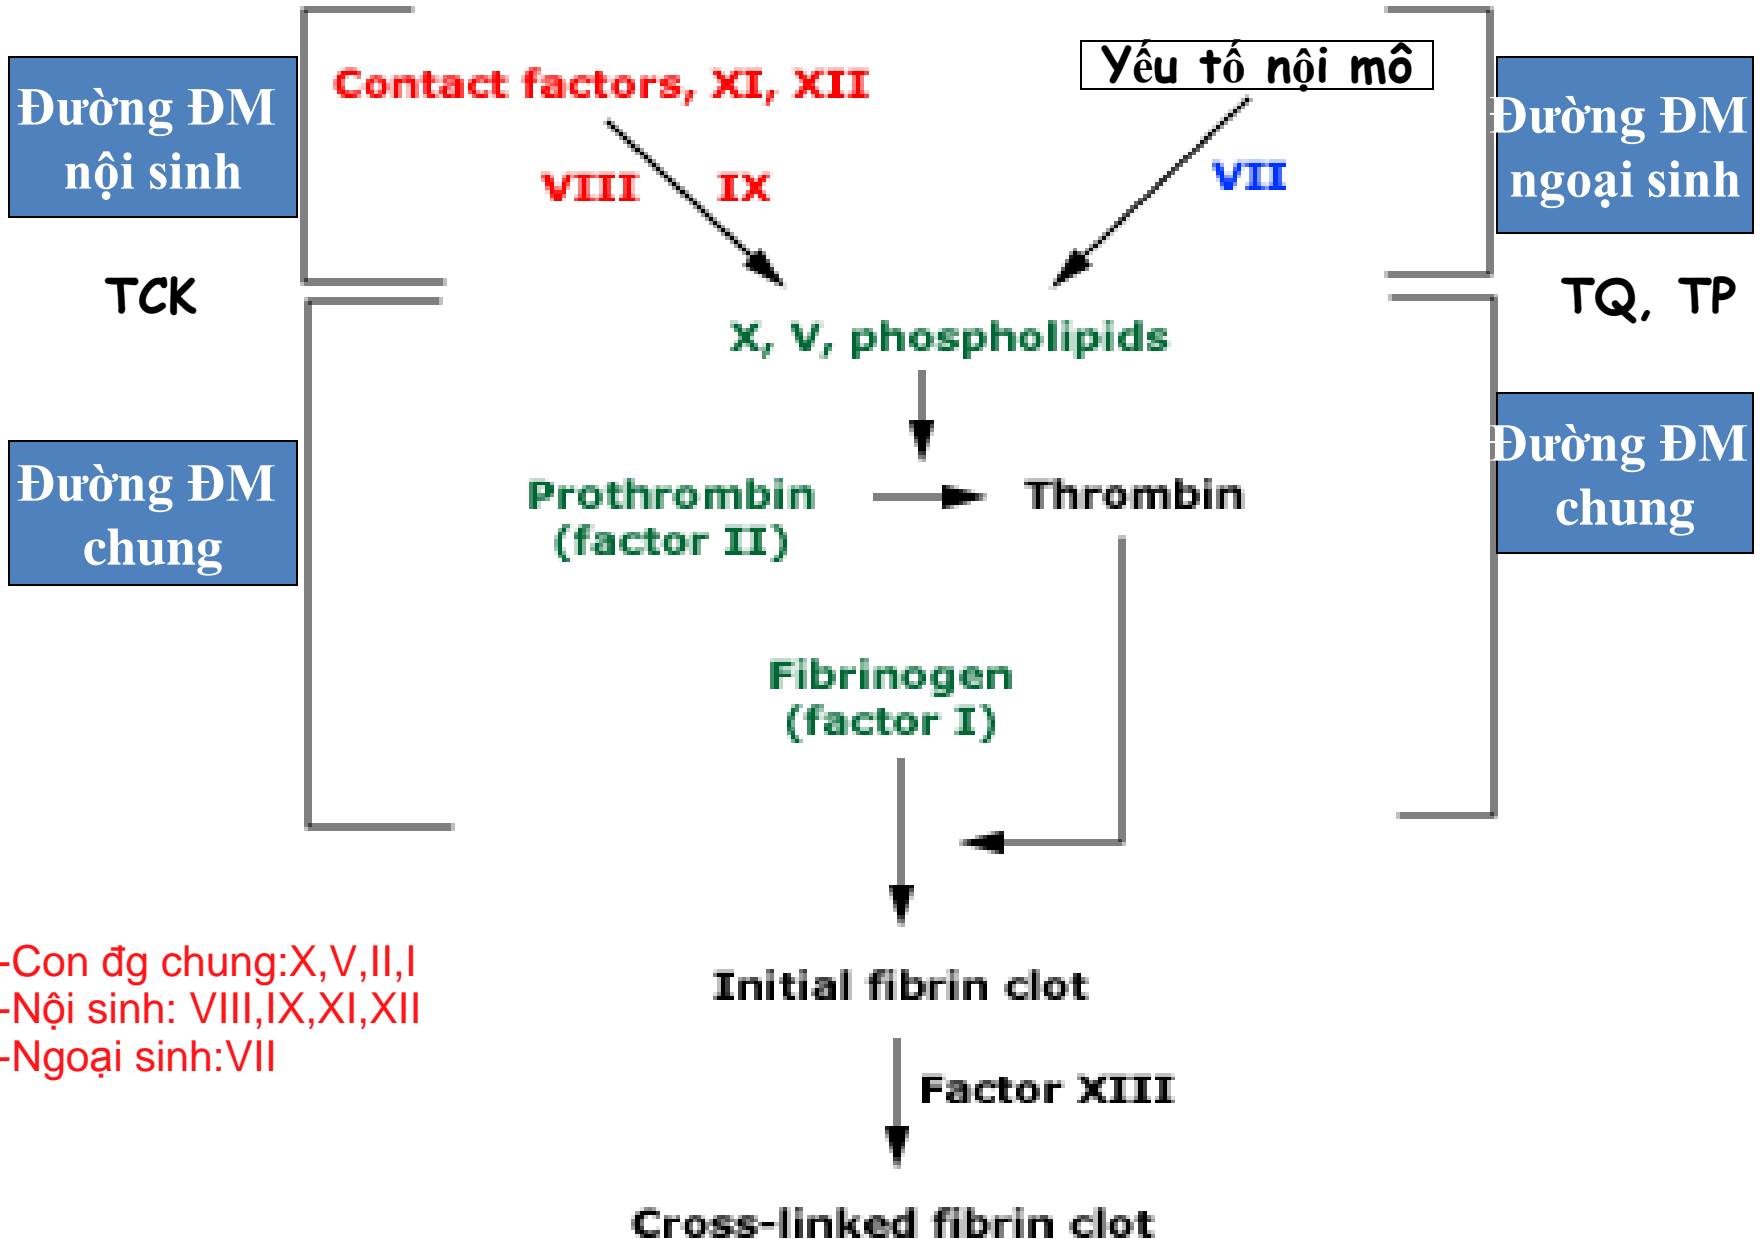 Đường ĐM
nội sinh
Contact factors, XI, XII
Yếu tố nội mô
Đường ĐM
ngoại sinh
VIII
IX
VII
TCK
TQ, TP
X, V, phospholipids
Đường ĐM
chung
Prothrombin
(factor II)
Thrombin
Đường ĐM
chung
Fibrinogen
(factor I)
-Con đg chung:X,V,II,I
-Nội sinh: VIII,IX,XI,XII
-Ngoại sinh:VII
Initial fibrin clot
Factor XIII
Cross-linked fibrin clot